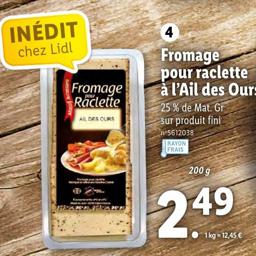 INÉDIT
chez Lidl
4
Fromage
pour raclette
à l'Ail des Ours
25 % de Mat. Gr
sur produit fini
n°5612038
RAYON
FRAIS
200 g
2.49
1 kg = 12,45 €
Fromage
pour
Raclette
AIL DES OURS